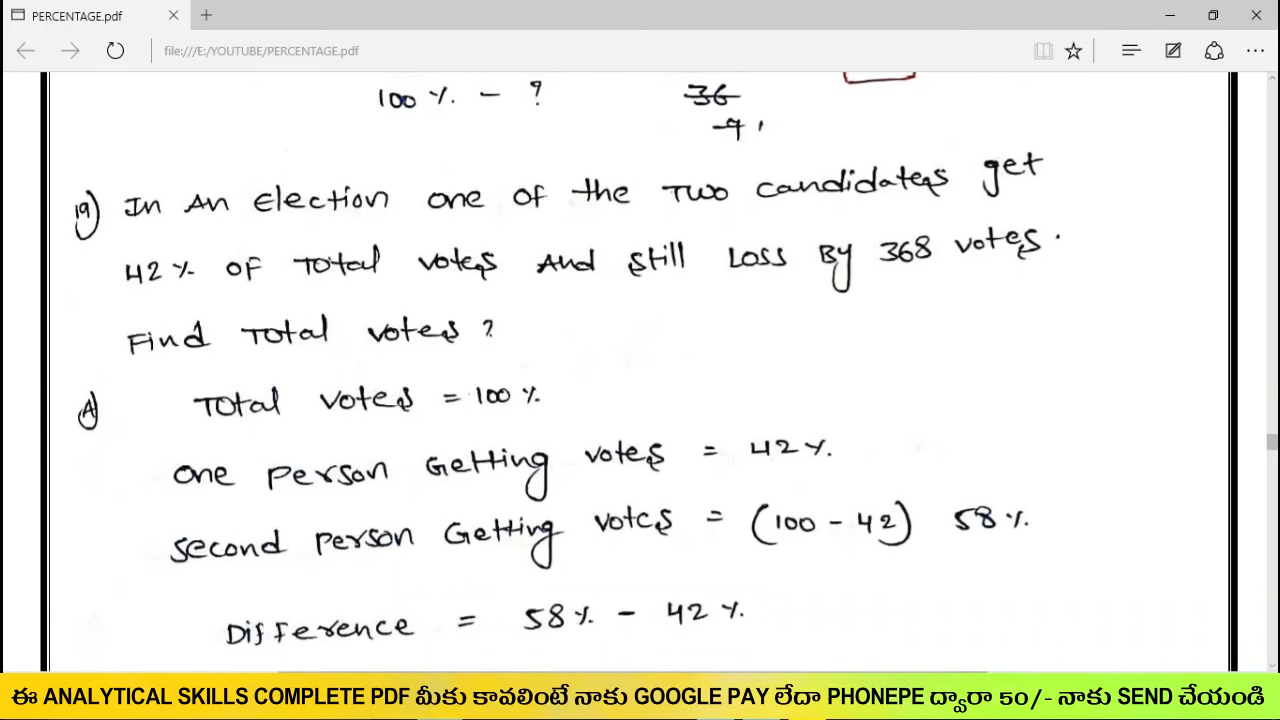 PERCENTAGE.pdf
file:///E:/YOUTUBE/PERCENTAGE.pdf
100 % - ?
36
19) In An Election one of the Two candidates get
42% OF TOTal votes And still Loss By 368 votes.
Find Total votes?
A) Total votes = 100%
one person Getting votes = 42%.
second person Getting votes = (100 - 42) 58%.
Difference = 58% - 42%.
ఈ ANALYTICAL SKILLS COMPLETE PDF మీకు కావలింటే నాకు GOOGLE PAY లేదా PHONEPE ద్వారా 50/- నాకు SEND చేయండి